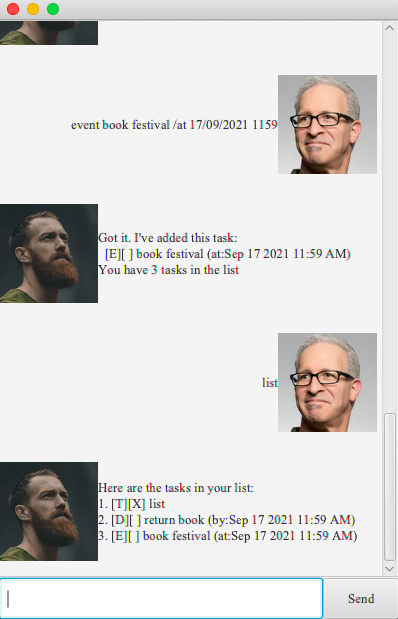 event book festival /at 17/09/2021 1159
Got it. I've added this task:
[E][ ] book festival (at:Sep 17 2021 11:59 AM)
You have 3 tasks in the list
list
Here are the tasks in your list:
1. [T][X] list
2. [D][ ] return book (by:Sep 17 2021 11:59 AM)
3. [E][ ] book festival (at:Sep 17 2021 11:59 AM)
Send